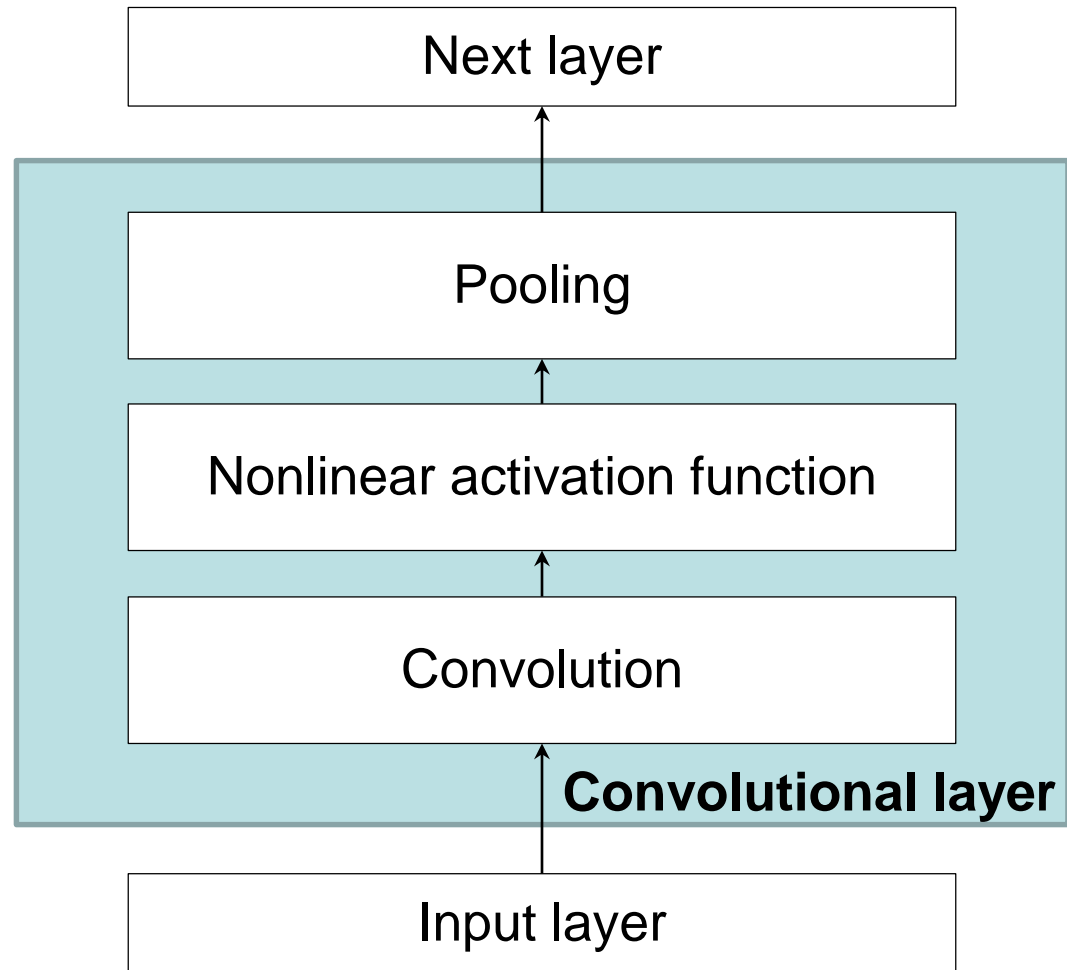 Next layer
Pooling
Nonlinear activation function
Convolution
Convolutional layer
Input layer